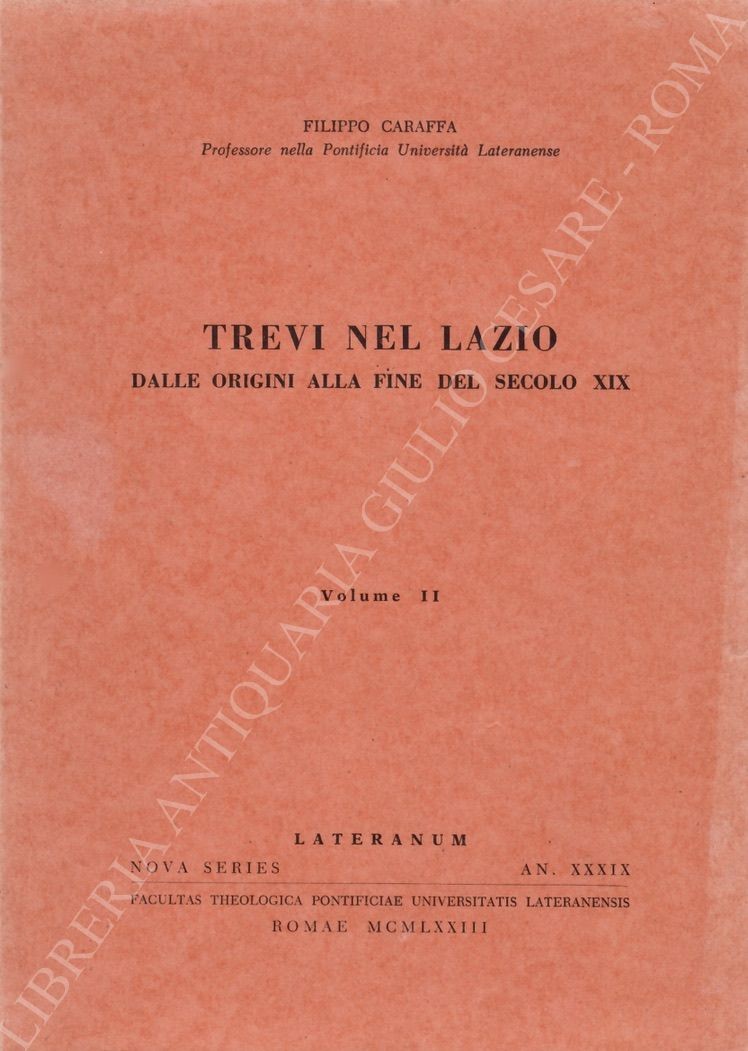 FILIPPO CARAFFA
Professore nella Pontificia Università Lateranense
TREVI NEL LAZIO
DALLE ORIGINI ALLA FINE DEL SECOLO XIX
Volume II
LATERANUM
NOVA SERIES AN. XXXIX
FACULTAS THEOLOGICA PONTIFICIAE UNIVERSITATIS LATERANENSIS
ROMAE MCMLXXIII
LIBRERIA ANTIQUARIA GIULIO CESARE - ROMA